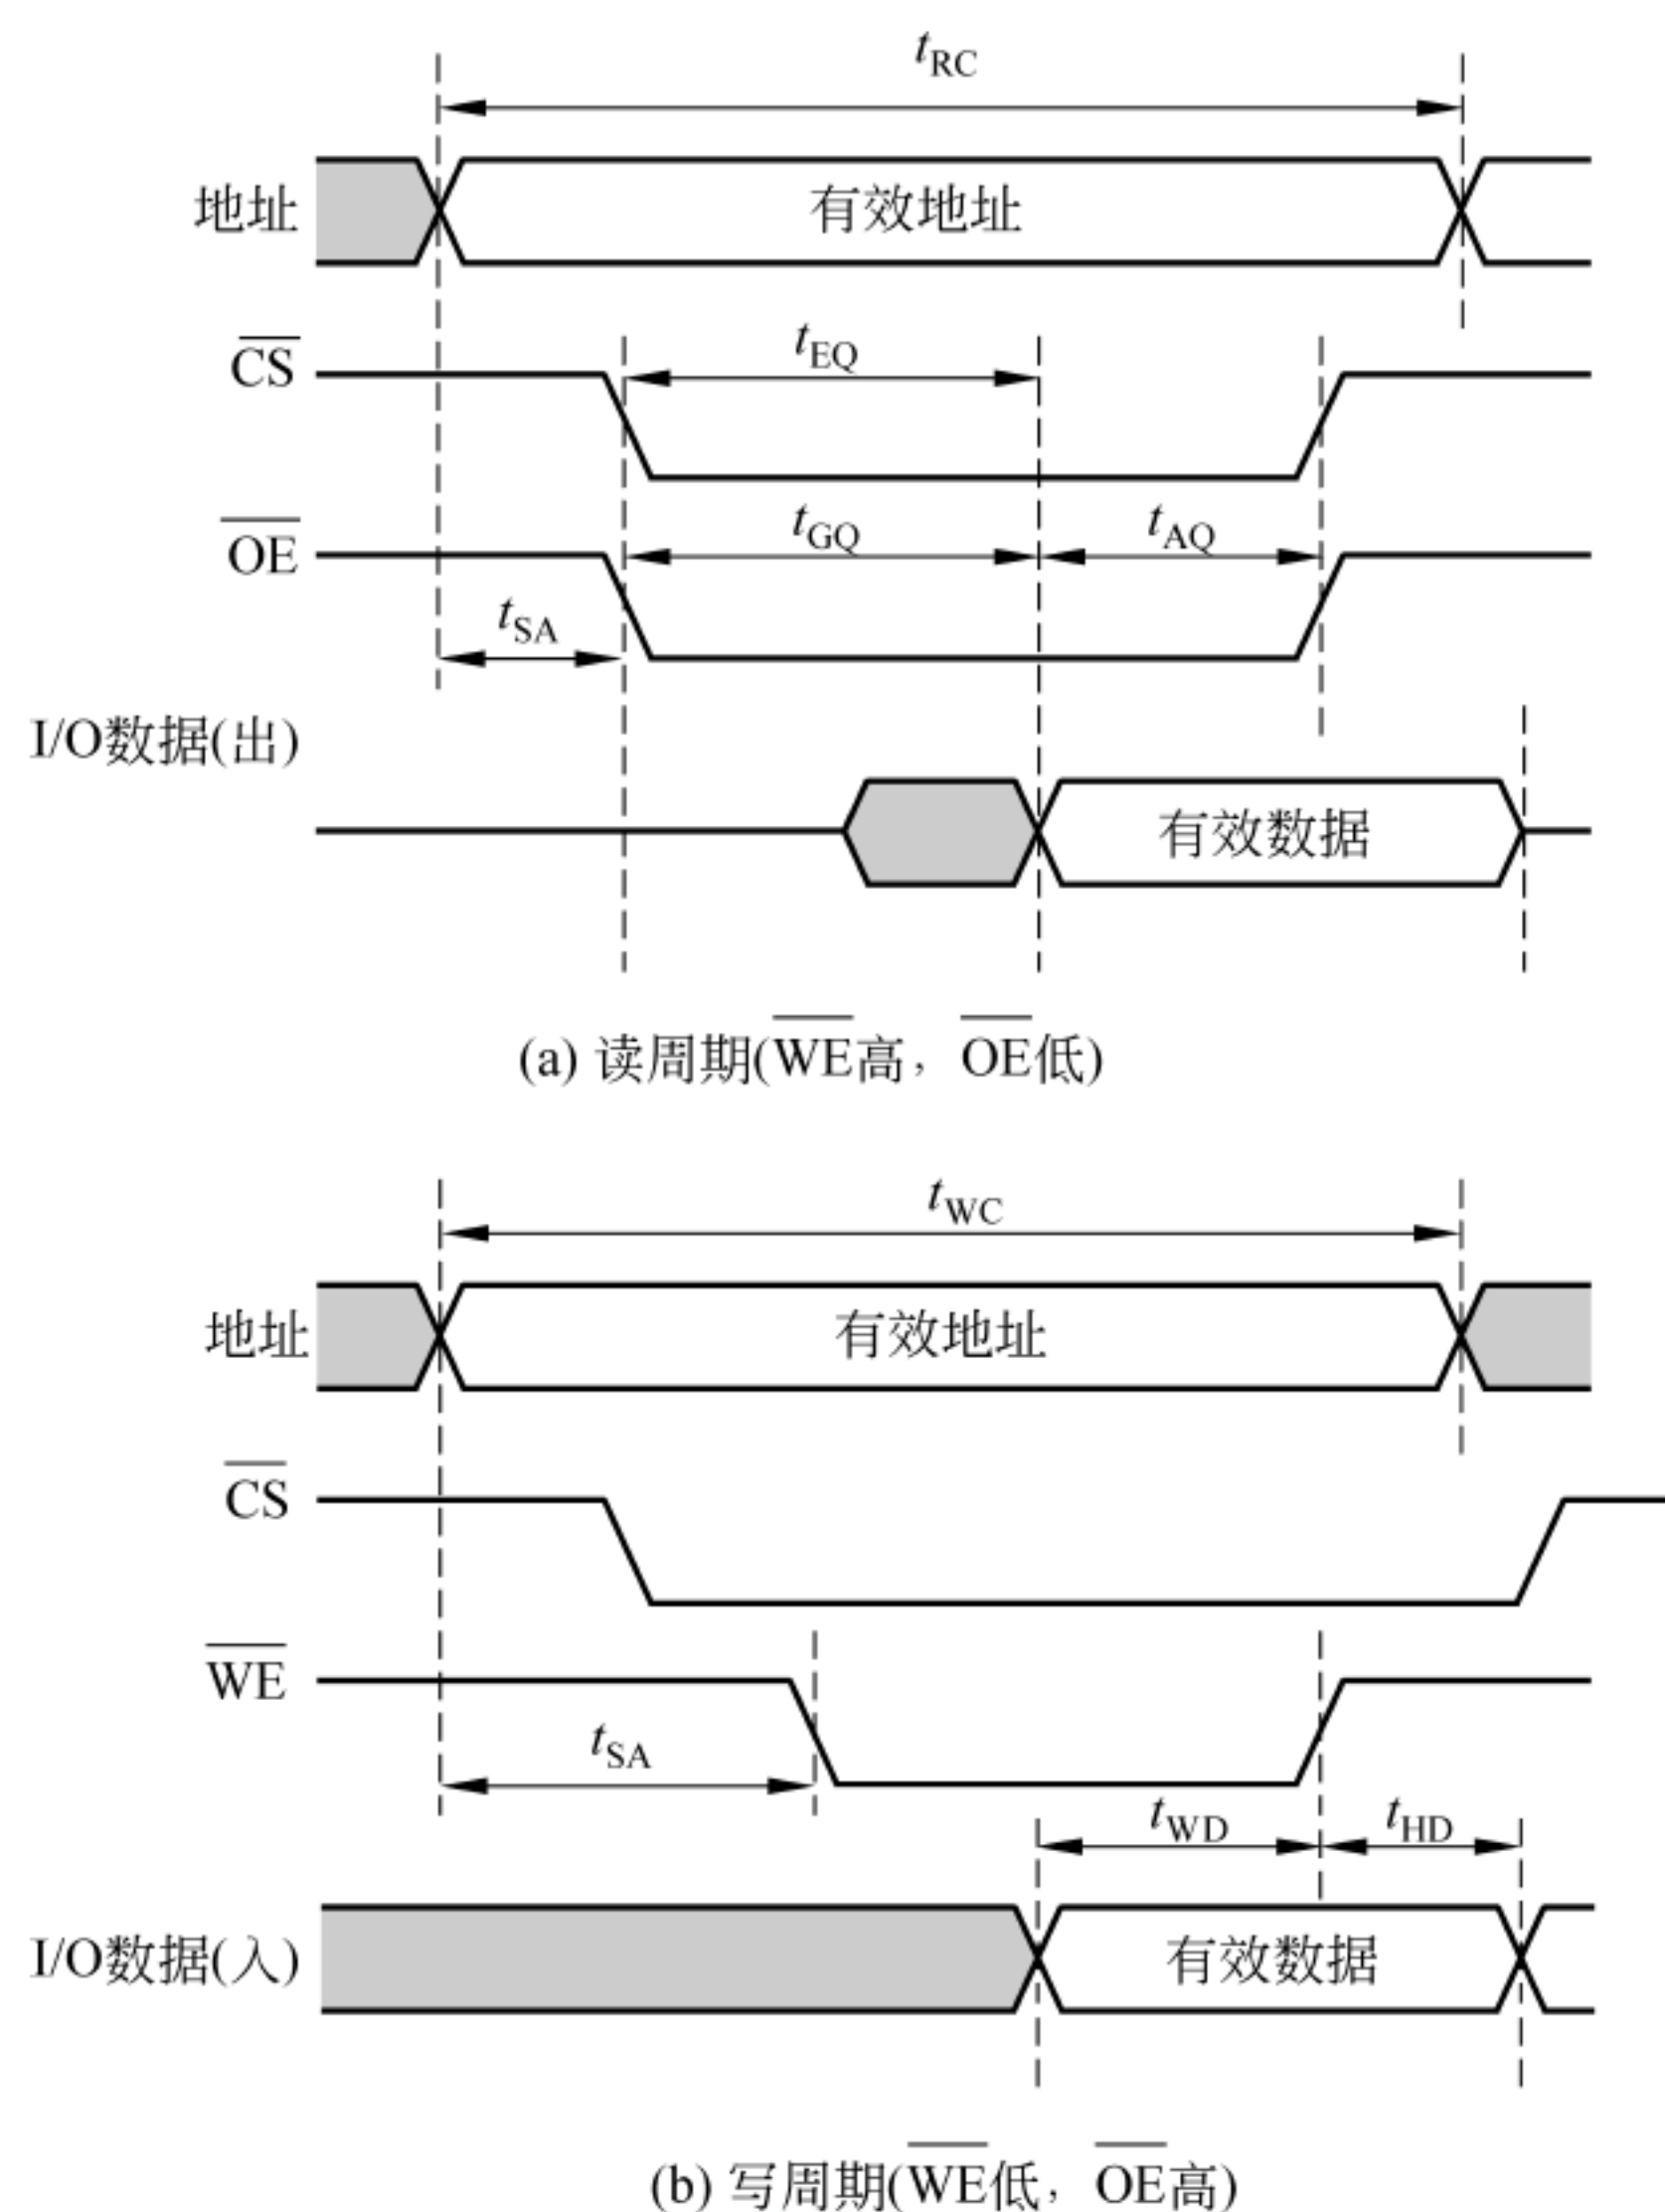 tRC
地址 有效地址
CS tEQ
OE tGQ tAQ
tSA
I/O数据(出)
有效数据
(a) 读周期(WE高，OE低)
tWC
地址 有效地址
CS
WE
tSA
tWD tHD
I/O数据(入) 有效数据
(b) 写周期(WE低，OE高)